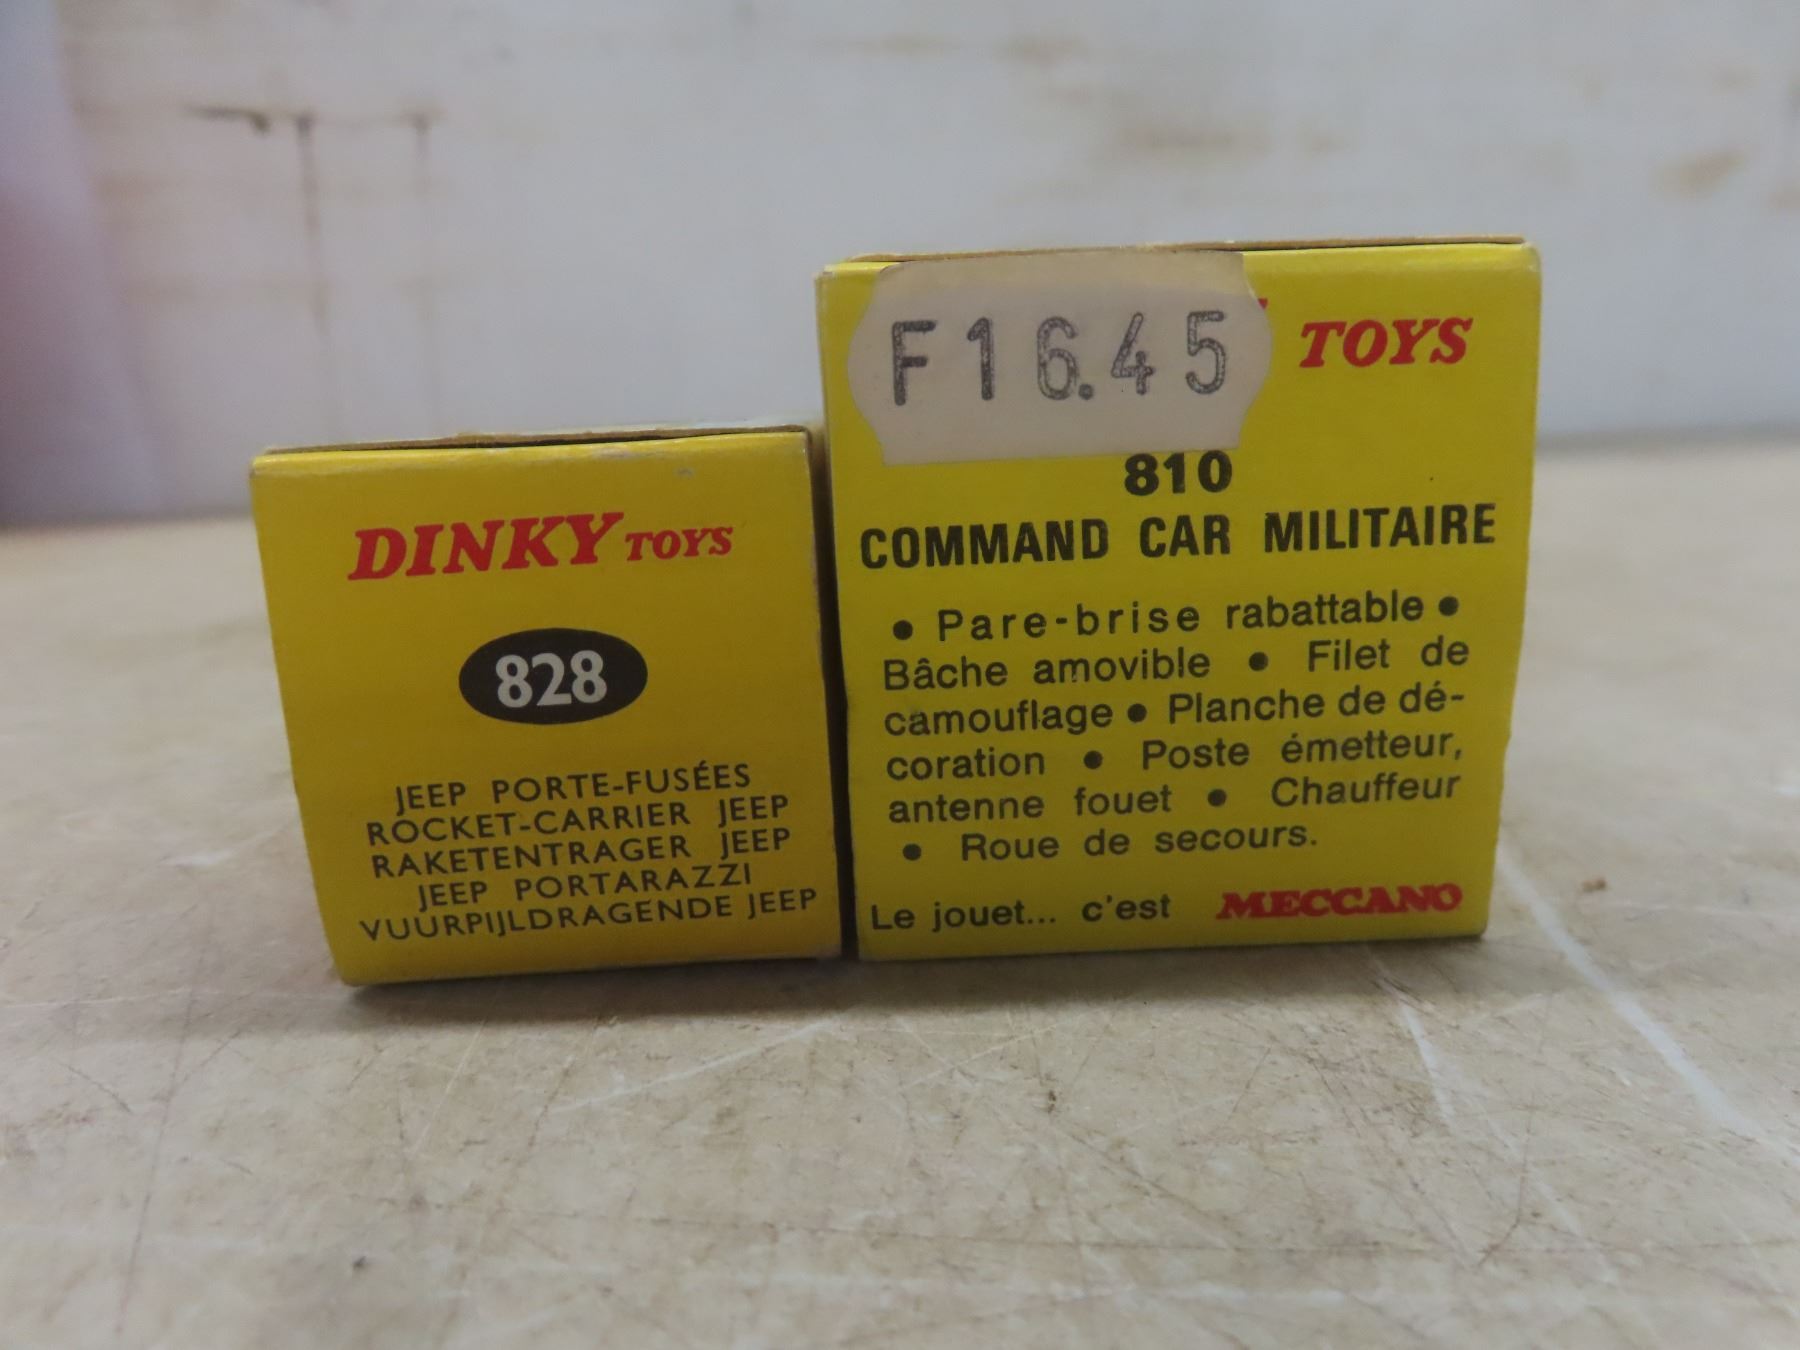 DINKY TOYS
828
JEEP PORTE-FUSÉES
ROCKET-CARRIER JEEP
RAKETENTRAGER JEEP
JEEP PORTARAZZI
VUURPIJLDRAGENDE JEEP
F16.45
TOYS
810
COMMAND CAR MILITAIRE
• Pare-brise rabattable •
Bâche amovible • Filet de
camouflage • Planche de dé-
coration • Poste émetteur,
antenne fouet • Chauffeur
• Roue de secours.
Le jouet... c'est MECCANO